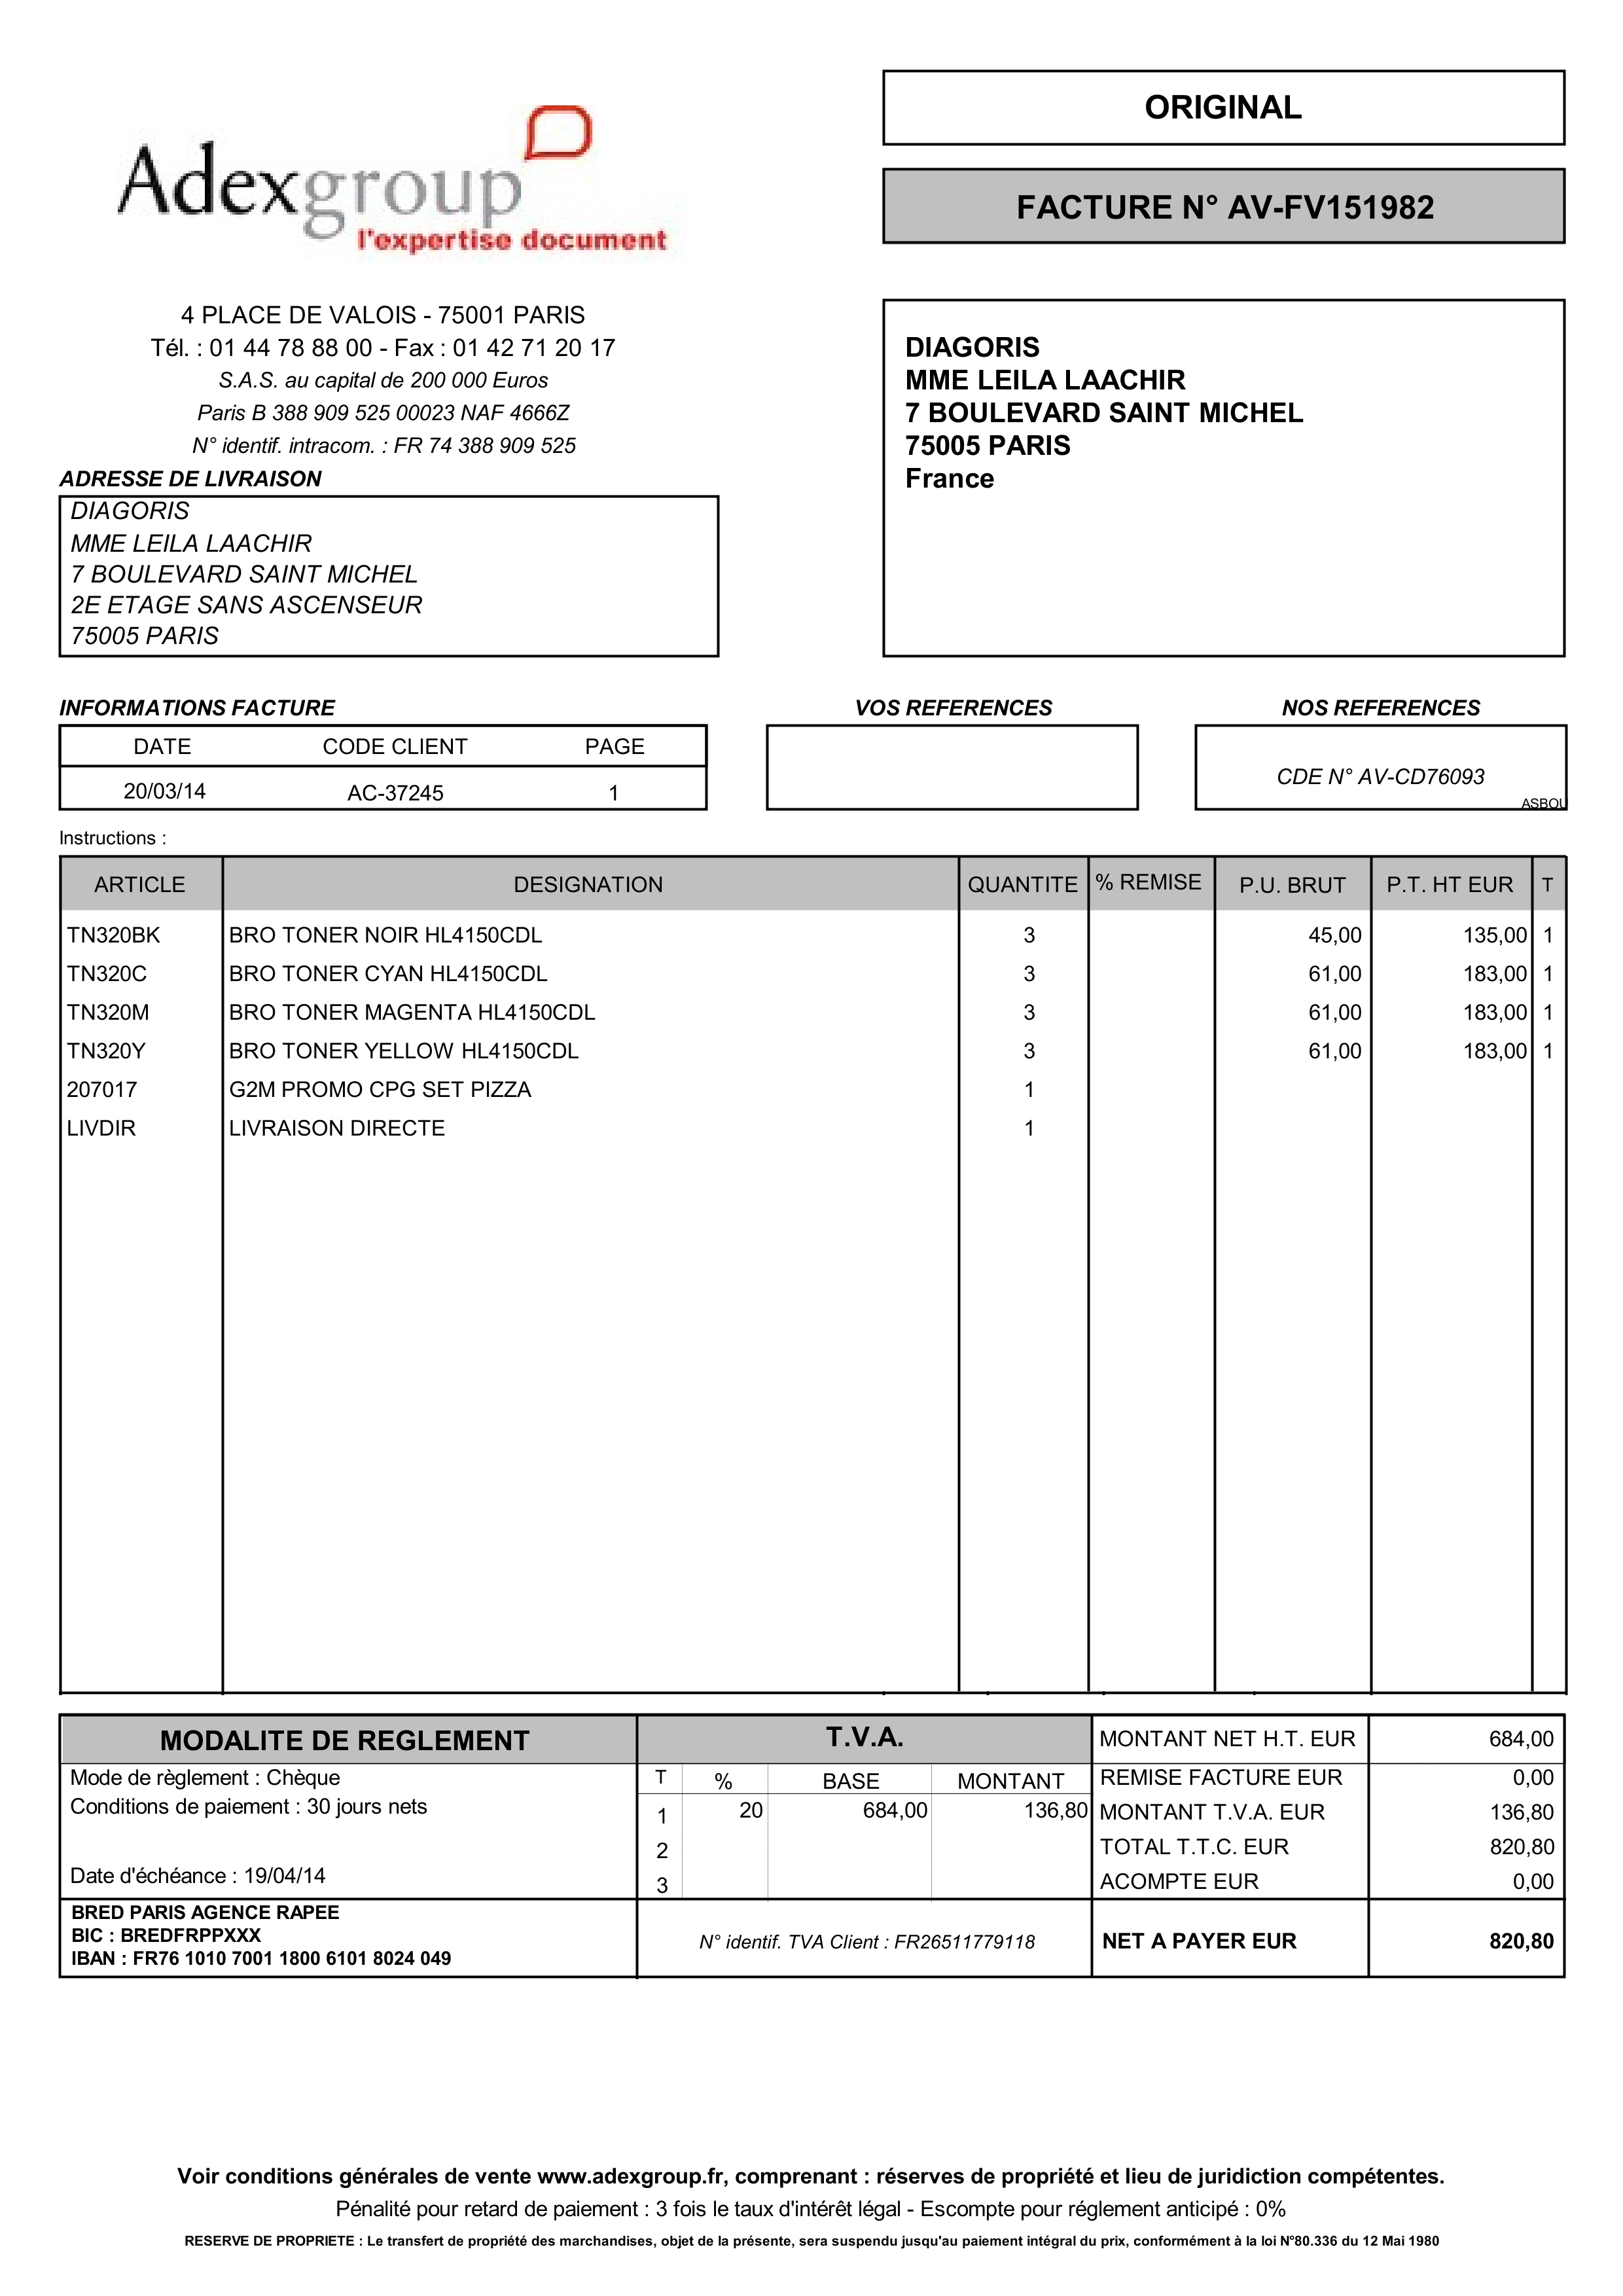 Adexgroup
l'expertise document
ORIGINAL
FACTURE N° AV-FV151982
4 PLACE DE VALOIS - 75001 PARIS
Tél. : 01 44 78 88 00 - Fax : 01 42 71 20 17
S.A.S. au capital de 200 000 Euros
Paris B 388 909 525 00023 NAF 4666Z
N° identif. intracom. : FR 74 388 909 525
DIAGORIS
MME LEILA LAACHIR
7 BOULEVARD SAINT MICHEL
75005 PARIS
France
ADRESSE DE LIVRAISON
DIAGORIS
MME LEILA LAACHIR
7 BOULEVARD SAINT MICHEL
2E ETAGE SANS ASCENSEUR
75005 PARIS
INFORMATIONS FACTURE
DATE CODE CLIENT PAGE
20/03/14 AC-37245 1
VOS REFERENCES
NOS REFERENCES
CDE N° AV-CD76093
ASBOU
Instructions :
ARTICLE DESIGNATION QUANTITE % REMISE P.U. BRUT P.T. HT EUR T
TN320BK BRO TONER NOIR HL4150CDL 3 45,00 135,00 1
TN320C BRO TONER CYAN HL4150CDL 3 61,00 183,00 1
TN320M BRO TONER MAGENTA HL4150CDL 3 61,00 183,00 1
TN320Y BRO TONER YELLOW HL4150CDL 3 61,00 183,00 1
207017 G2M PROMO CPG SET PIZZA 1
LIVDIR LIVRAISON DIRECTE 1
MODALITE DE REGLEMENT
Mode de règlement : Chèque
Conditions de paiement : 30 jours nets
Date d'échéance : 19/04/14
BRED PARIS AGENCE RAPEE
BIC : BREDFRPPXXX
IBAN : FR76 1010 7001 1800 6101 8024 049
T.V.A.
T % BASE MONTANT
1 20 684,00 136,80
2
3
N° identif. TVA Client : FR26511779118
MONTANT NET H.T. EUR 684,00
REMISE FACTURE EUR 0,00
MONTANT T.V.A. EUR 136,80
TOTAL T.T.C. EUR 820,80
ACOMPTE EUR 0,00
NET A PAYER EUR 820,80
Voir conditions générales de vente www.adexgroup.fr, comprenant : réserves de propriété et lieu de juridiction compétentes.
Pénalité pour retard de paiement : 3 fois le taux d'intérêt légal - Escompte pour réglement anticipé : 0%
RESERVE DE PROPRIETE : Le transfert de propriété des marchandises, objet de la présente, sera suspendu jusqu'au paiement intégral du prix, conformément à la loi N°80.336 du 12 Mai 1980